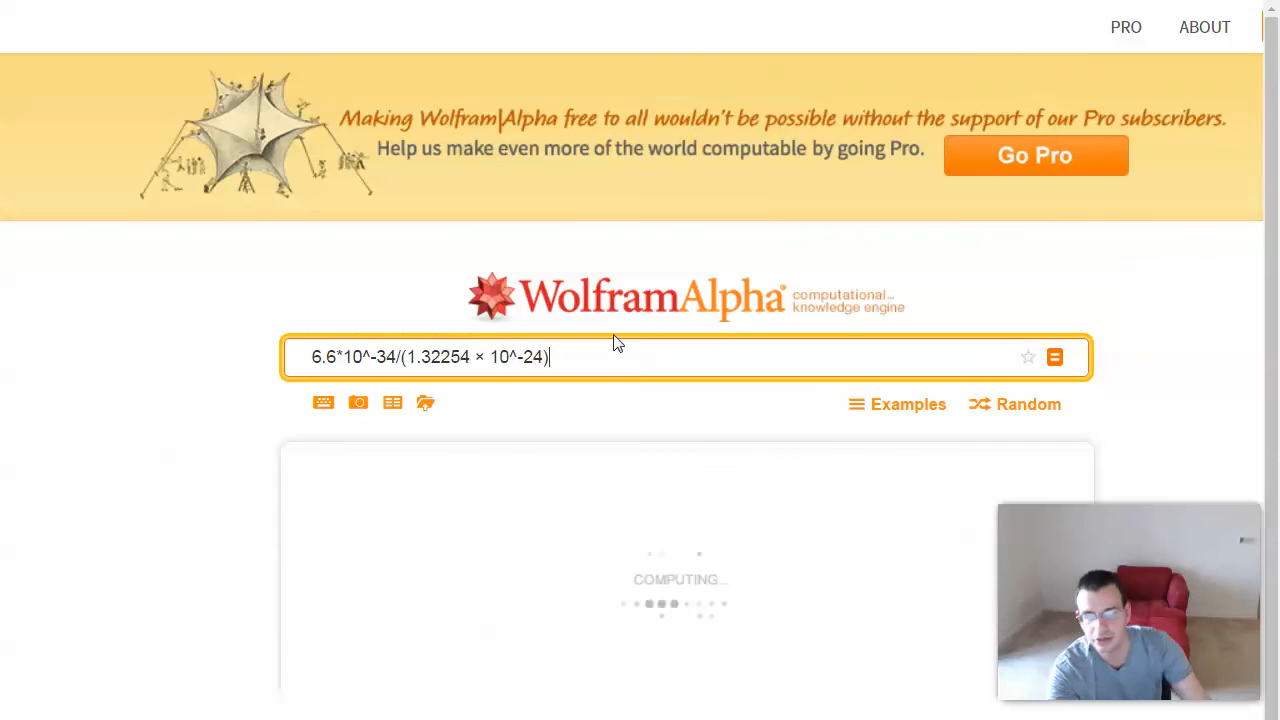 PRO ABOUT
Making Wolfram|Alpha free to all wouldn't be possible without the support of our Pro subscribers.
Help us make even more of the world computable by going Pro. Go Pro
WolframAlpha computational...
knowledge engine
6.6*10^-34/(1.32254 × 10^-24)
Examples Random
COMPUTING...